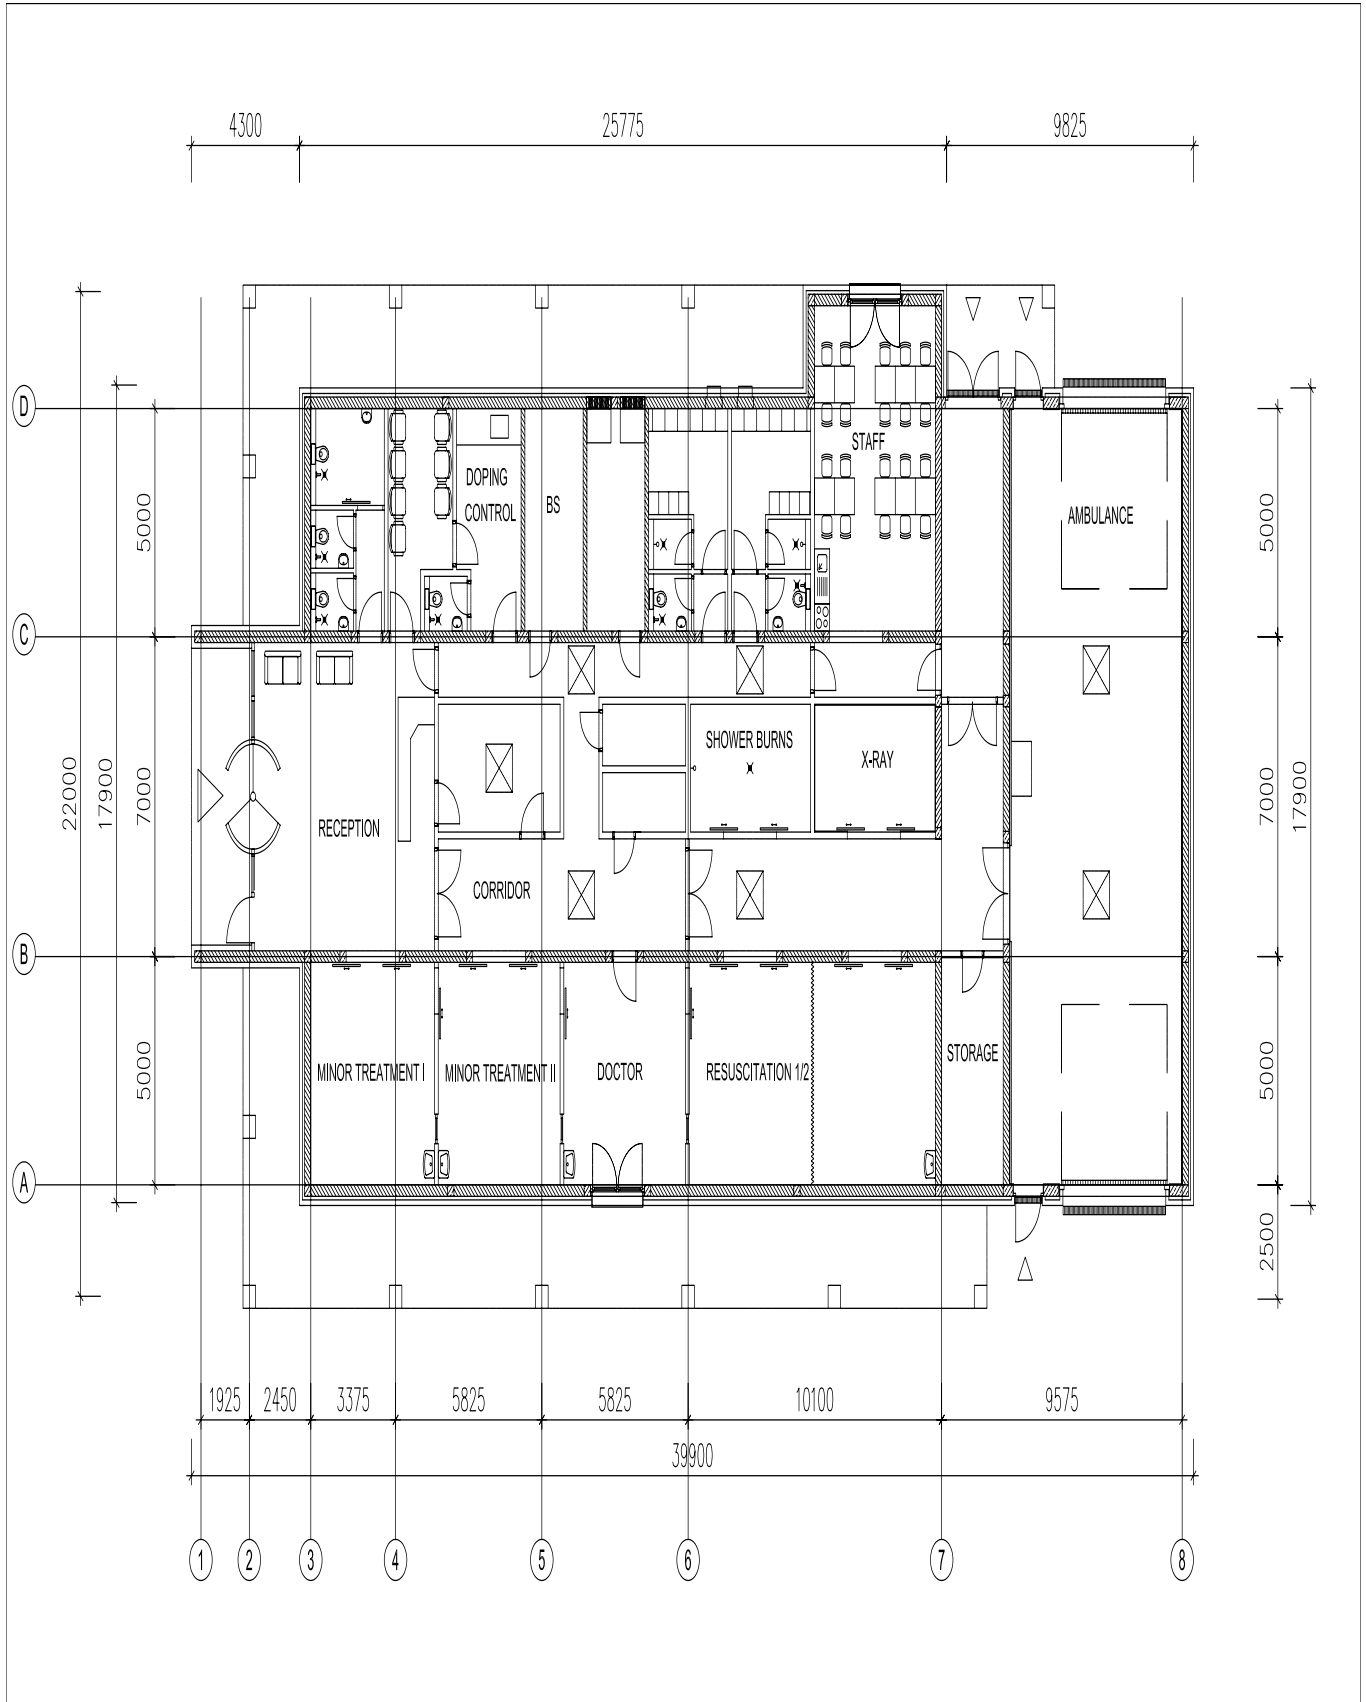 4300
25775
9825
D
STAFF
DOPING
CONTROL
BS
AMBULANCE
5000
5000
C
SHOWER BURNS
X-RAY
22000
17900
7000
7000
17900
RECEPTION
CORRIDOR
B
STORAGE
5000
5000
MINOR TREATMENT I
MINOR TREATMENT II
DOCTOR
RESUSCITATION 1/2
A
2500
1925
2450
3375
5825
5825
10100
9575
39900
1
2
3
4
5
6
7
8